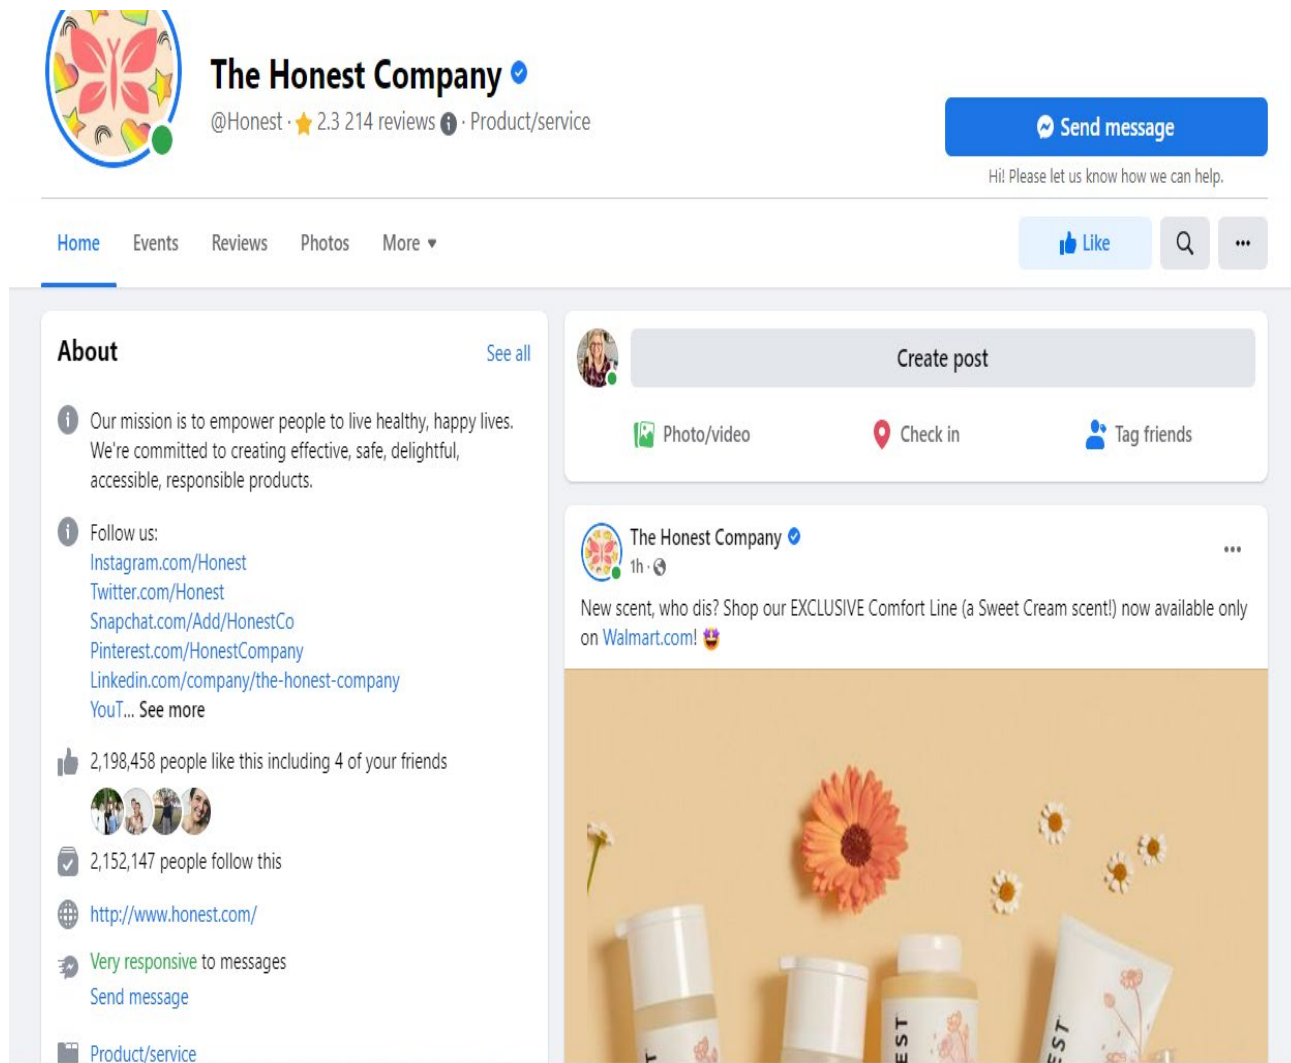 The Honest Company
@Honest · 2.3 214 reviews · Product/service
Send message
Hi! Please let us know how we can help.
Home Events Reviews Photos More ▼
Like
About
See all
Our mission is to empower people to live healthy, happy lives.
We're committed to creating effective, safe, delightful,
accessible, responsible products.
Follow us:
Instagram.com/Honest
Twitter.com/Honest
Snapchat.com/Add/HonestCo
Pinterest.com/HonestCompany
Linkedin.com/company/the-honest-company
YouT... See more
2,198,458 people like this including 4 of your friends
2,152,147 people follow this
http://www.honest.com/
Very responsive to messages
Send message
Product/service
Create post
Photo/video Check in Tag friends
The Honest Company
1h ·
New scent, who dis? Shop our EXCLUSIVE Comfort Line (a Sweet Cream scent!) now available only
on Walmart.com! 🤩